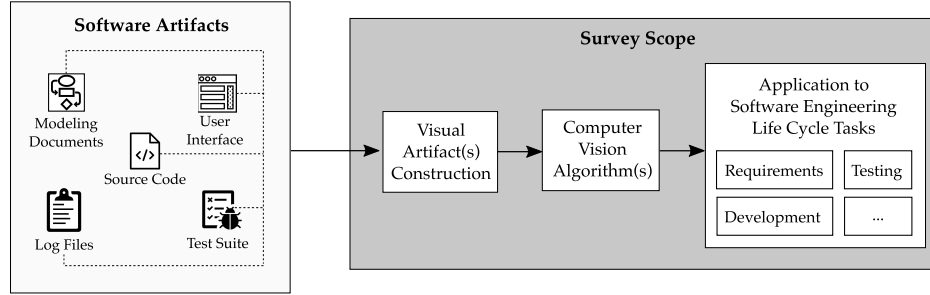 Software Artifacts
Modeling
Documents
User
Interface
</>
Source Code
Log Files
Test Suite
Survey Scope
Visual
Artifact(s)
Construction
Computer
Vision
Algorithm(s)
Application to
Software Engineering
Life Cycle Tasks
Requirements
Testing
Development
...